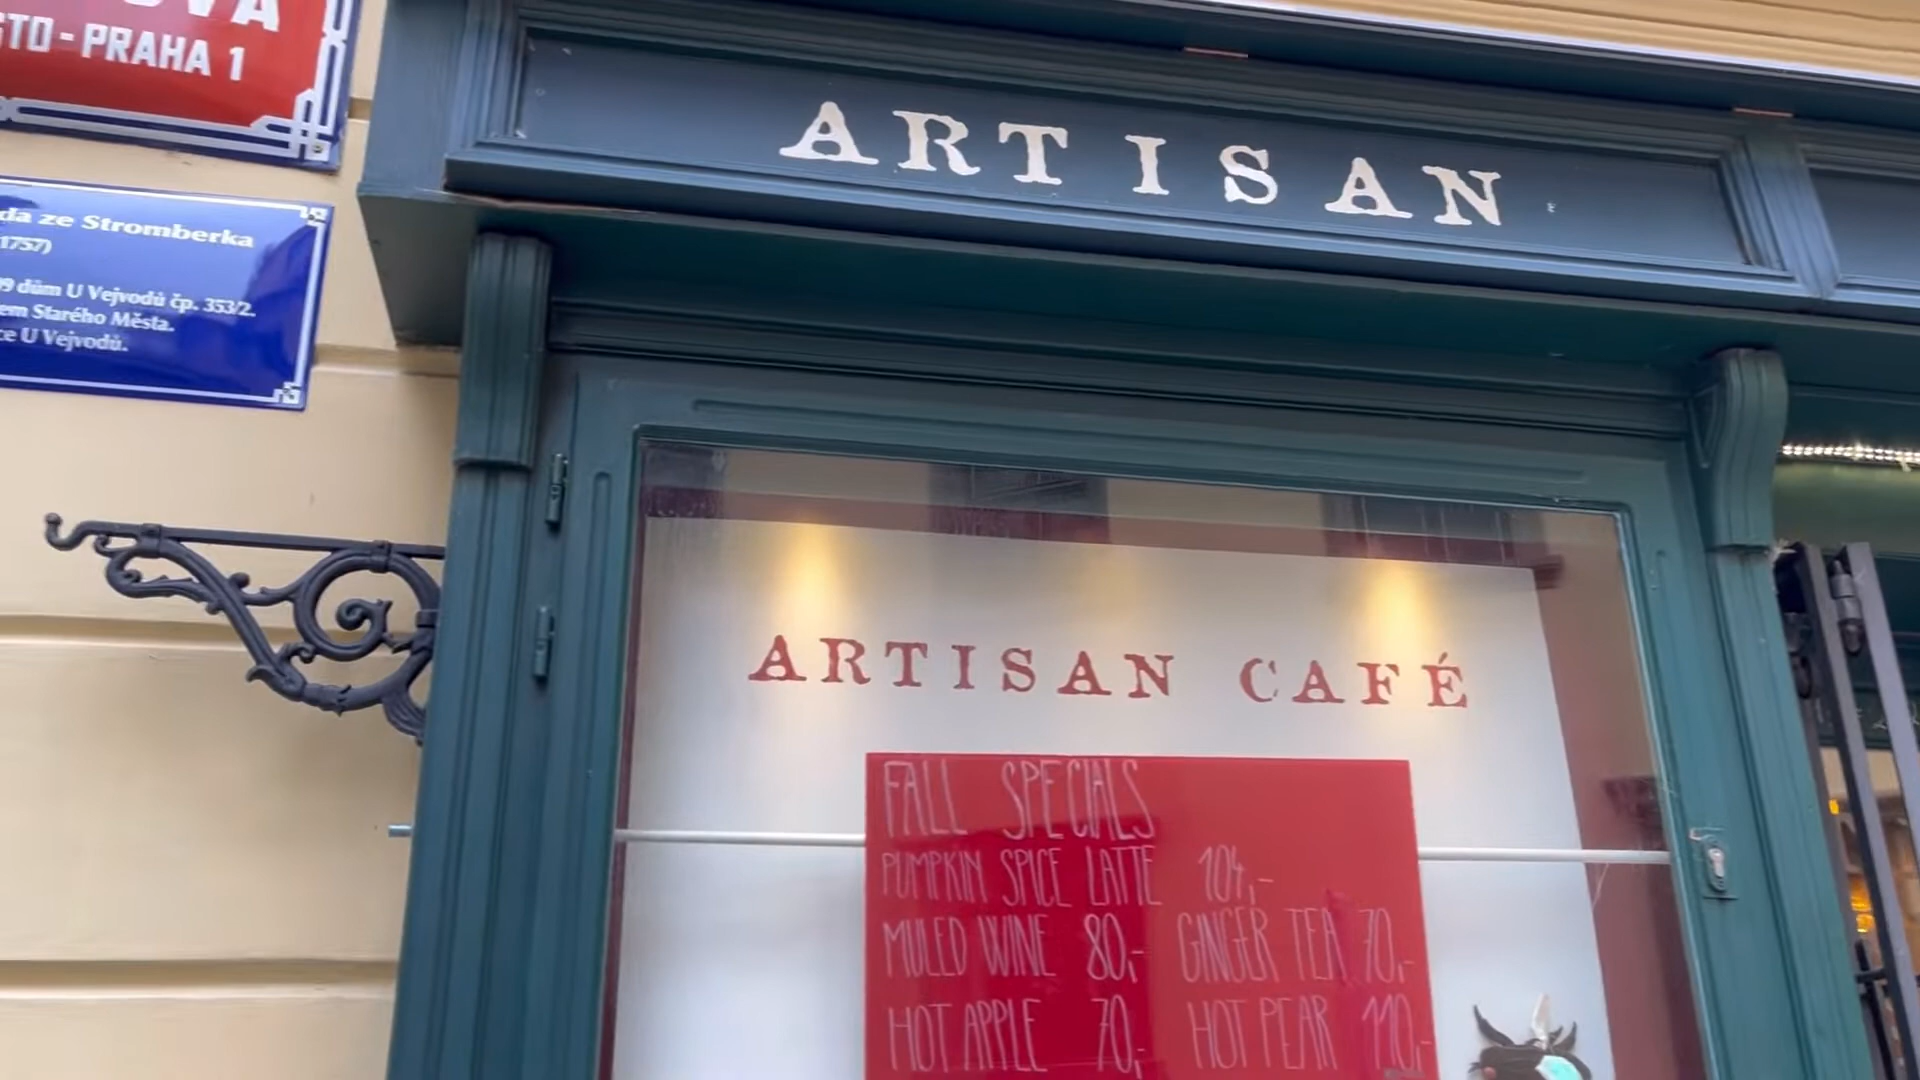 STO - PRAHA 1
da ze Stromberka
1757)
09 dům U Vejvodů čp. 353/2.
em Starého Města.
ce U Vejvodů.
ARTISAN
ARTISAN CAFÉ
FALL SPECIALS
PUMPKIN SPICE LATTE 104,-
MULED WINE 80,- GINGER TEA 70,-
HOT APPLE 70,- HOT PEAR 110,-